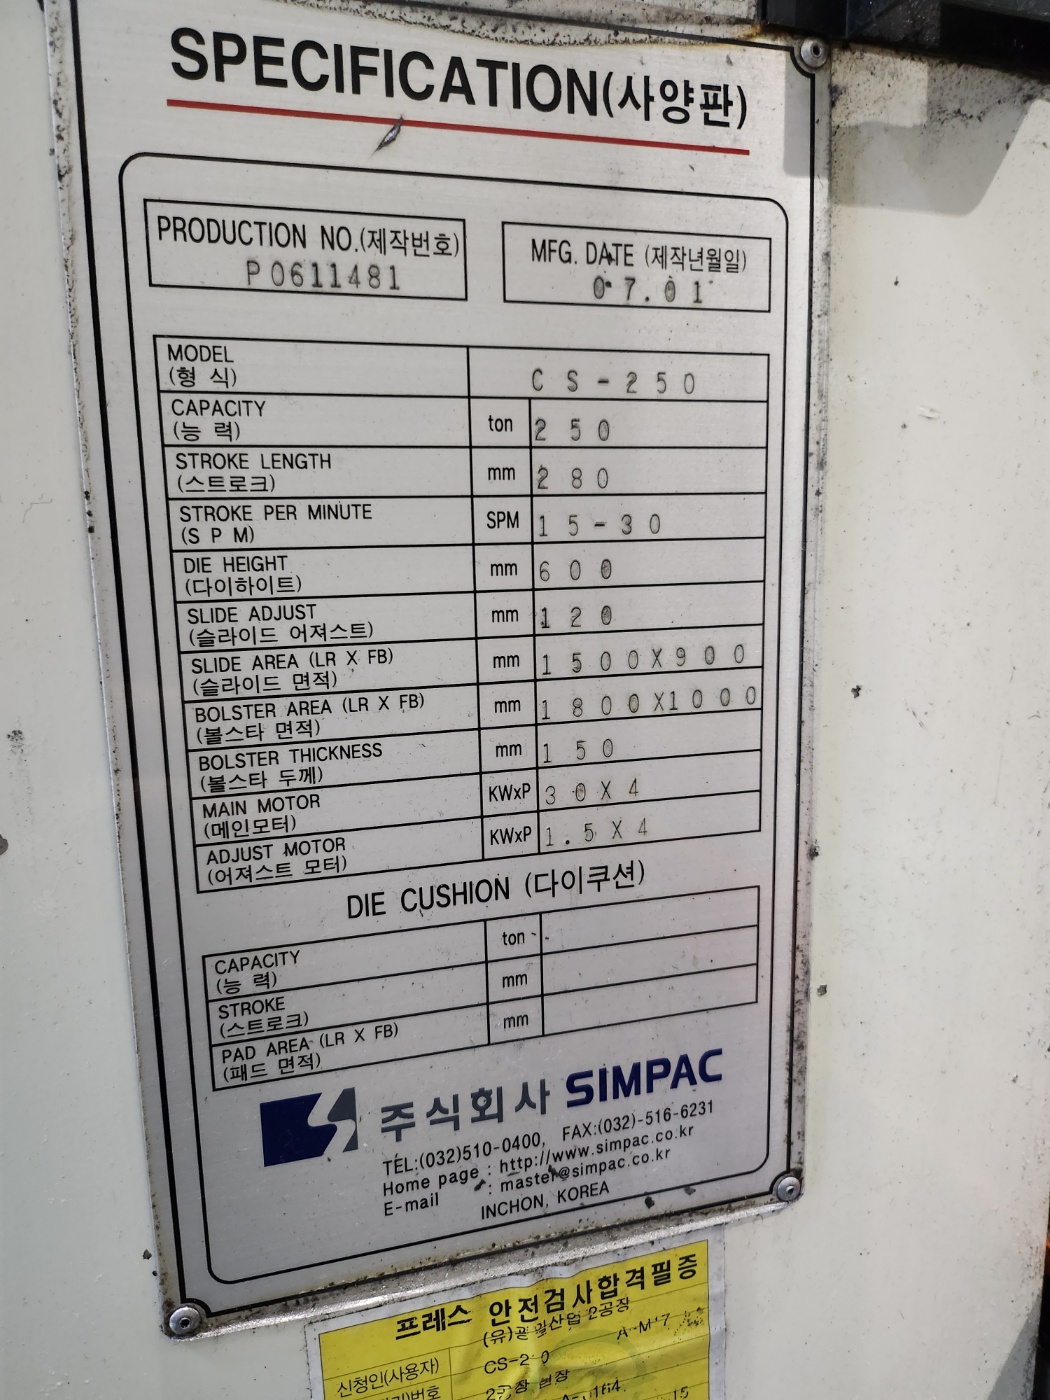 SPECIFICATION(사양판)
PRODUCTION NO.(제작번호)
P0611481
MFG. DATE (제작년월일)
07.01
MODEL
(형 식)
CS-250
CAPACITY
(능 력)
ton
250
STROKE LENGTH
(스트로크)
mm
280
STROKE PER MINUTE
(S P M)
SPM
15-30
DIE HEIGHT
(다이하이트)
mm
600
SLIDE ADJUST
(슬라이드 어져스트)
mm
120
SLIDE AREA (LR X FB)
(슬라이드 면적)
mm
1500X900
BOLSTER AREA (LR X FB)
(볼스타 면적)
mm
1800X1000
BOLSTER THICKNESS
(볼스타 두께)
mm
150
MAIN MOTOR
(메인모터)
KWxP
30X4
ADJUST MOTOR
(어져스트 모터)
KWxP
1.5X4
DIE CUSHION (다이쿠션)
CAPACITY
(능 력)
ton
STROKE
(스트로크)
mm
PAD AREA (LR X FB)
(패드 면적)
mm
주식회사 SIMPAC
TEL:(032)510-0400, FAX:(032)-516-6231
Home page : http://www.simpac.co.kr
E-mail : master@simpac.co.kr
INCHON, KOREA
프레스 안전검사합격필증
2공장
신청인(사용자)
2공장